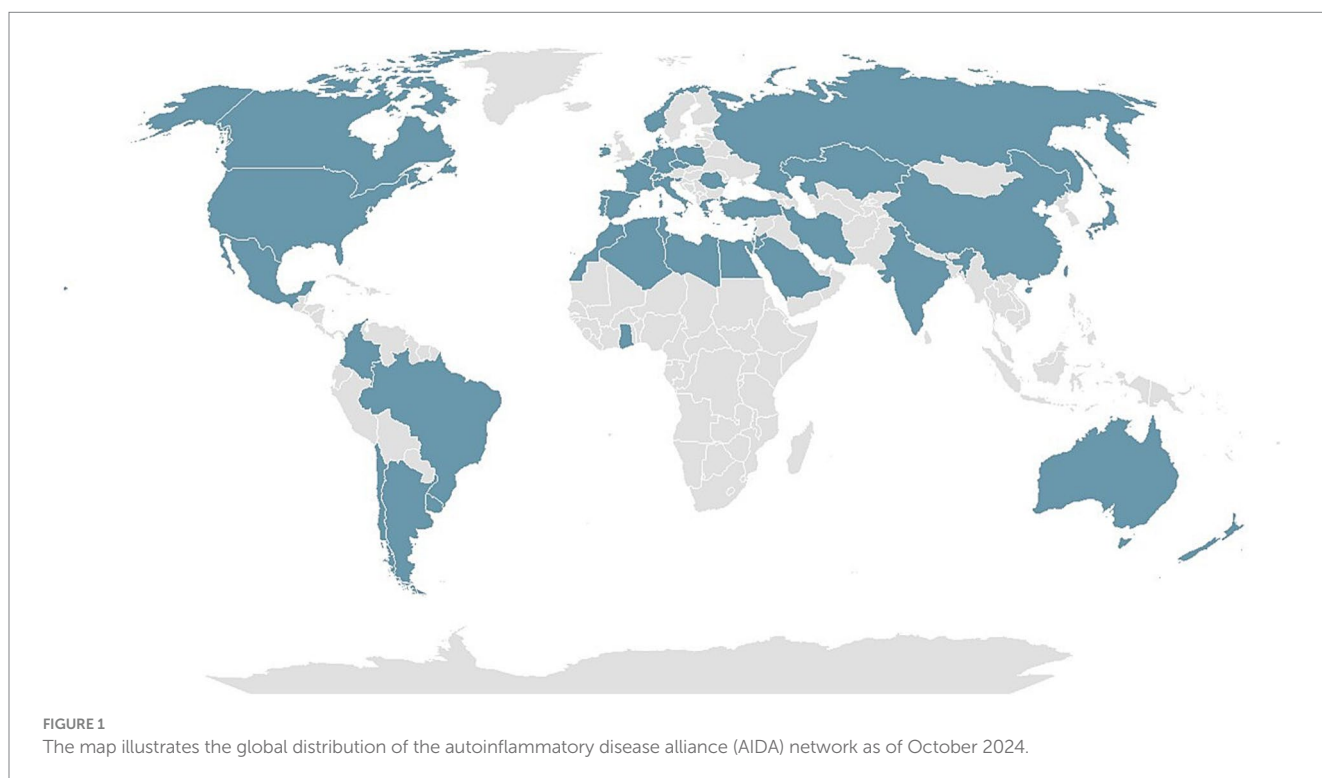 FIGURE 1
The map illustrates the global distribution of the autoinflammatory disease alliance (AIDA) network as of October 2024.